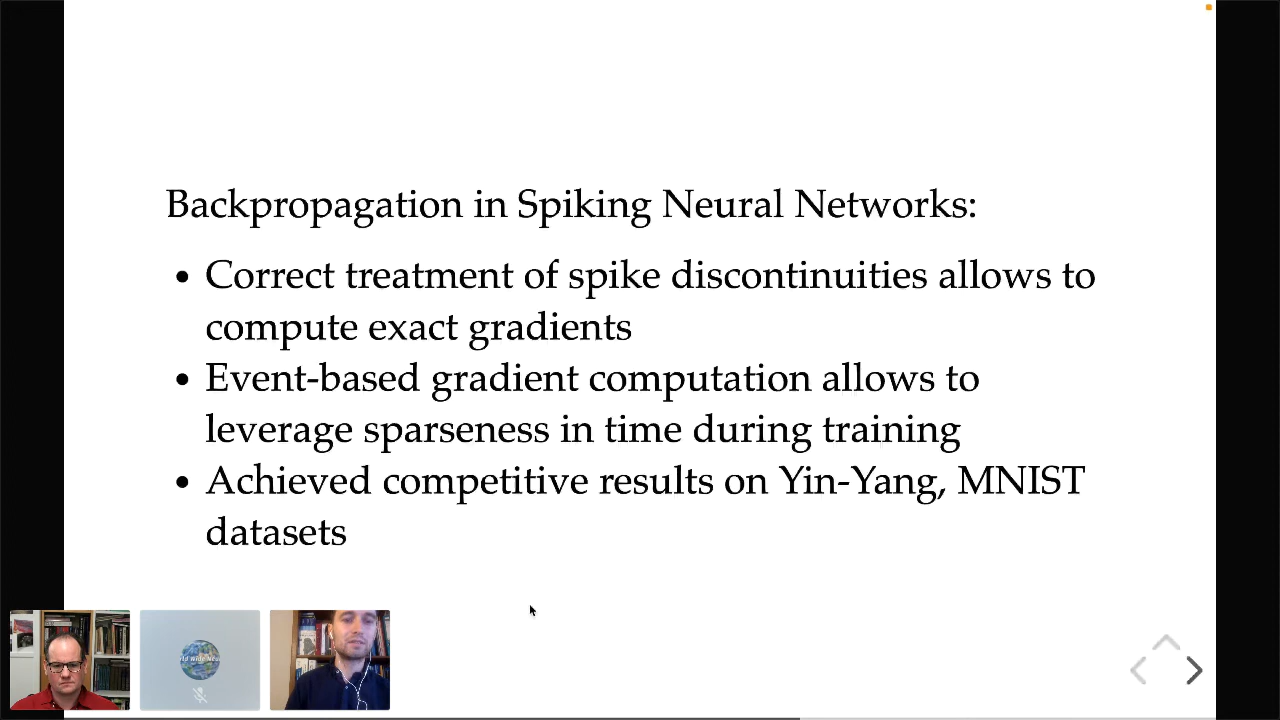 Backpropagation in Spiking Neural Networks:
• Correct treatment of spike discontinuities allows to
compute exact gradients
• Event-based gradient computation allows to
leverage sparseness in time during training
• Achieved competitive results on Yin-Yang, MNIST
datasets